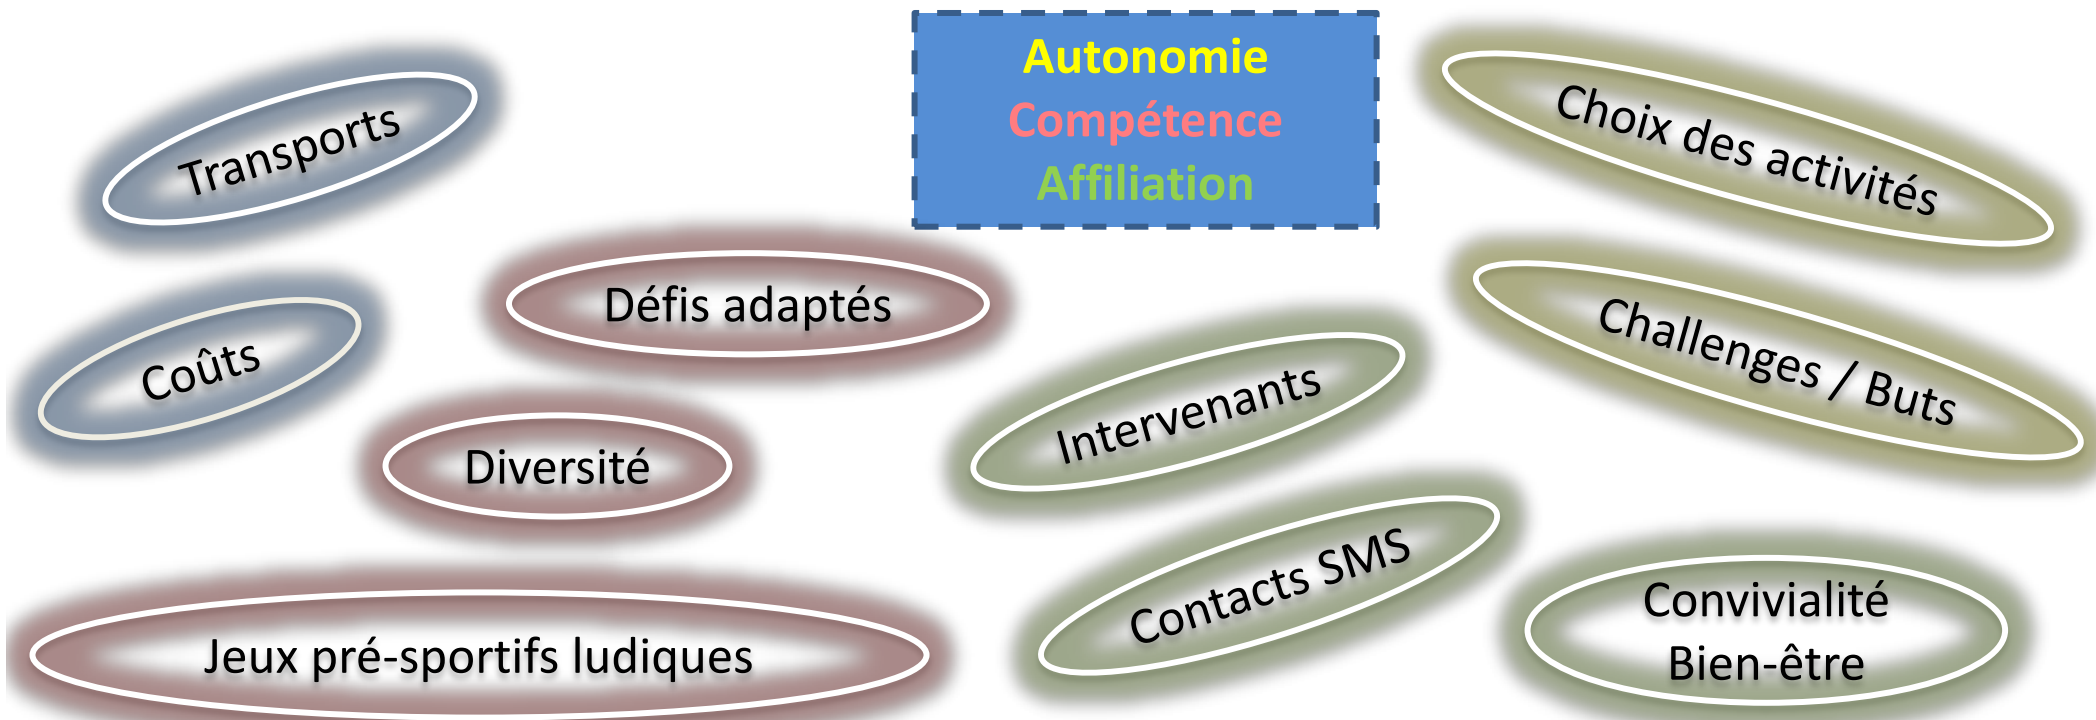 Autonomie
Compétence
Affiliation
Transports
Choix des activités
Coûts
Défis adaptés
Challenges / Buts
Intervenants
Diversité
Contacts SMS
Convivialité
Bien-être
Jeux pré-sportifs ludiques